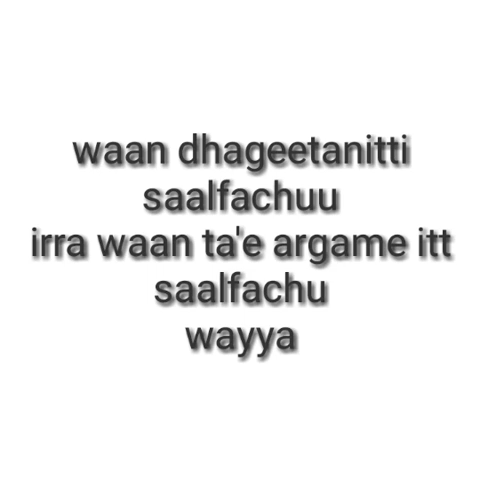 waan dhageetanitti
saalfachuu
irra waan ta'e argame itt
saalfachu
wayya